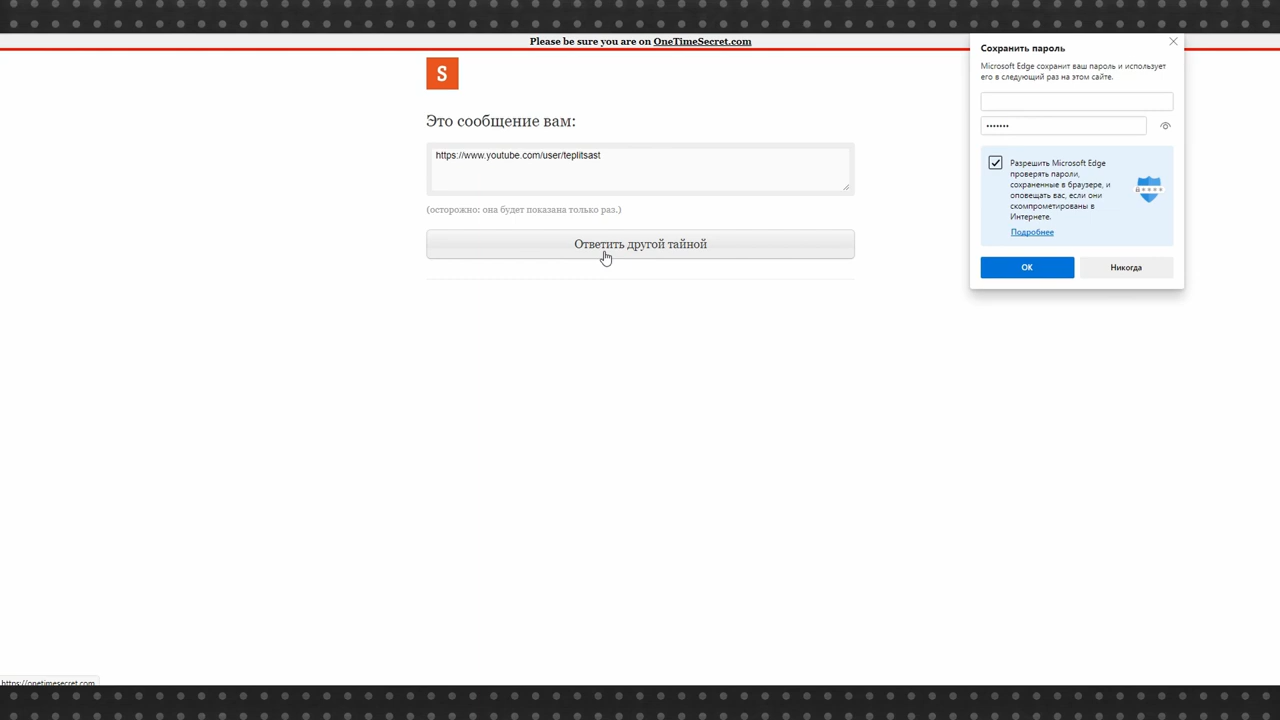 Please be sure you are on OneTimeSecret.com
S
Это сообщение вам:
https://www.youtube.com/user/teplitsast
(осторожно: она будет показана только раз.)
Ответить другой тайной
Сохранить пароль
Microsoft Edge сохранит ваш пароль и использует
его в следующий раз на этом сайте.
•••••••
Разрешить Microsoft Edge
проверять пароли,
сохраненные в браузере, и
оповещать вас, если они
скомпрометированы в
Интернете.
Подробнее
ОК
Никогда
https://onetimesecret.com